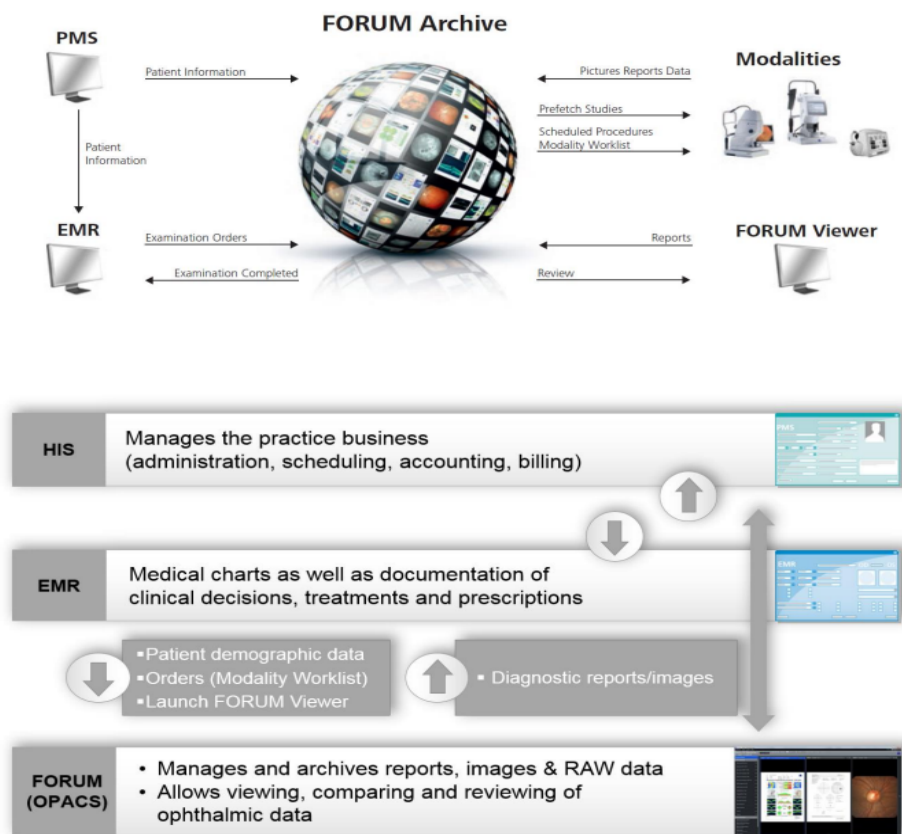 FORUM Archive
PMS
Patient Information
Patient
Information
EMR
Examination Orders
Examination Completed
Pictures Reports Data
Modalities
Prefetch Studies
Scheduled Procedures
Modality Worklist
Reports
FORUM Viewer
Review
HIS
Manages the practice business
(administration, scheduling, accounting, billing)
PMS
EMR
Medical charts as well as documentation of
clinical decisions, treatments and prescriptions
EMR
▪Patient demographic data
▪Orders (Modality Worklist)
▪Launch FORUM Viewer
▪ Diagnostic reports/images
FORUM
(OPACS)
• Manages and archives reports, images & RAW data
• Allows viewing, comparing and reviewing of
ophthalmic data